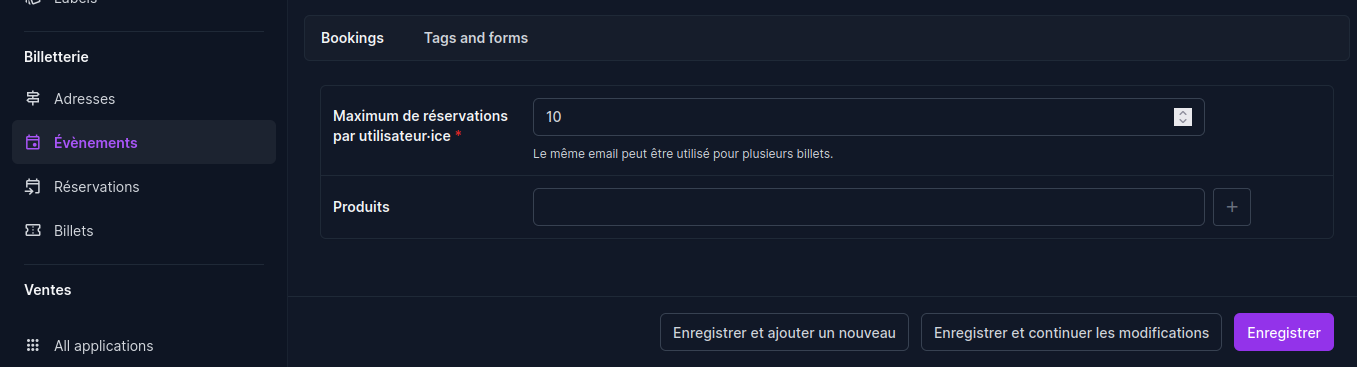 Labels
Billetterie
Adresses
Évènements
Réservations
Billets
Ventes
All applications
Bookings
Tags and forms
Maximum de réservations
par utilisateur·ice *
10
Le même email peut être utilisé pour plusieurs billets.
Produits
Enregistrer et ajouter un nouveau
Enregistrer et continuer les modifications
Enregistrer